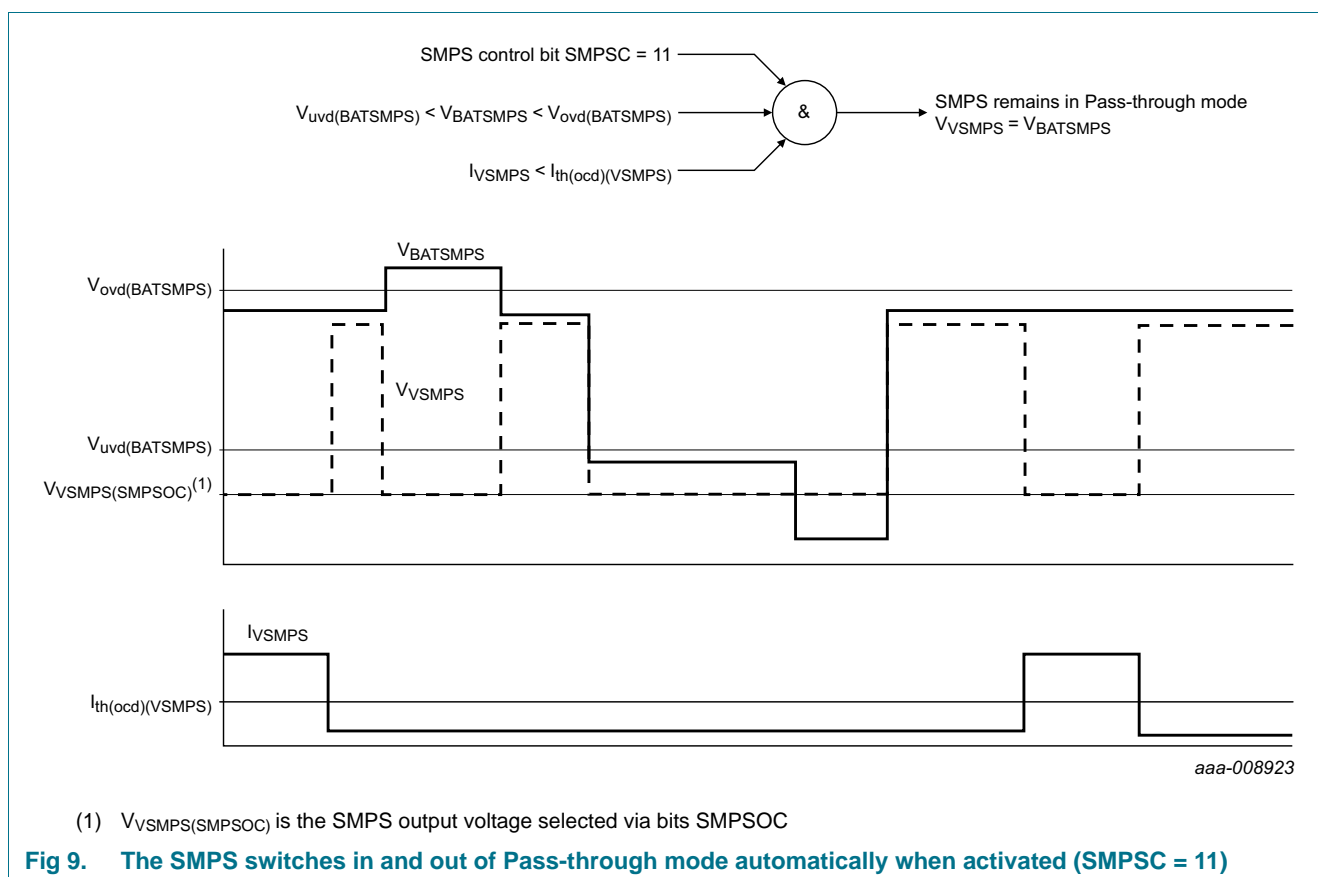 SMPS control bit SMPSC = 11
Vuvd(BATSMPS) < VBATSMPS < Vovd(BATSMPS)
IVSMPS < Ith(ocd)(VSMPS)
&
SMPS remains in Pass-through mode
VVSMPS = VBATSMPS
VBATSMPS
Vovd(BATSMPS)
VVSMPS
Vuvd(BATSMPS)
VVSMPS(SMPSOC)(1)
IVSMPS
Ith(ocd)(VSMPS)
aaa-008923
(1) VVSMPS(SMPSOC) is the SMPS output voltage selected via bits SMPSOC
Fig 9. The SMPS switches in and out of Pass-through mode automatically when activated (SMPSC = 11)